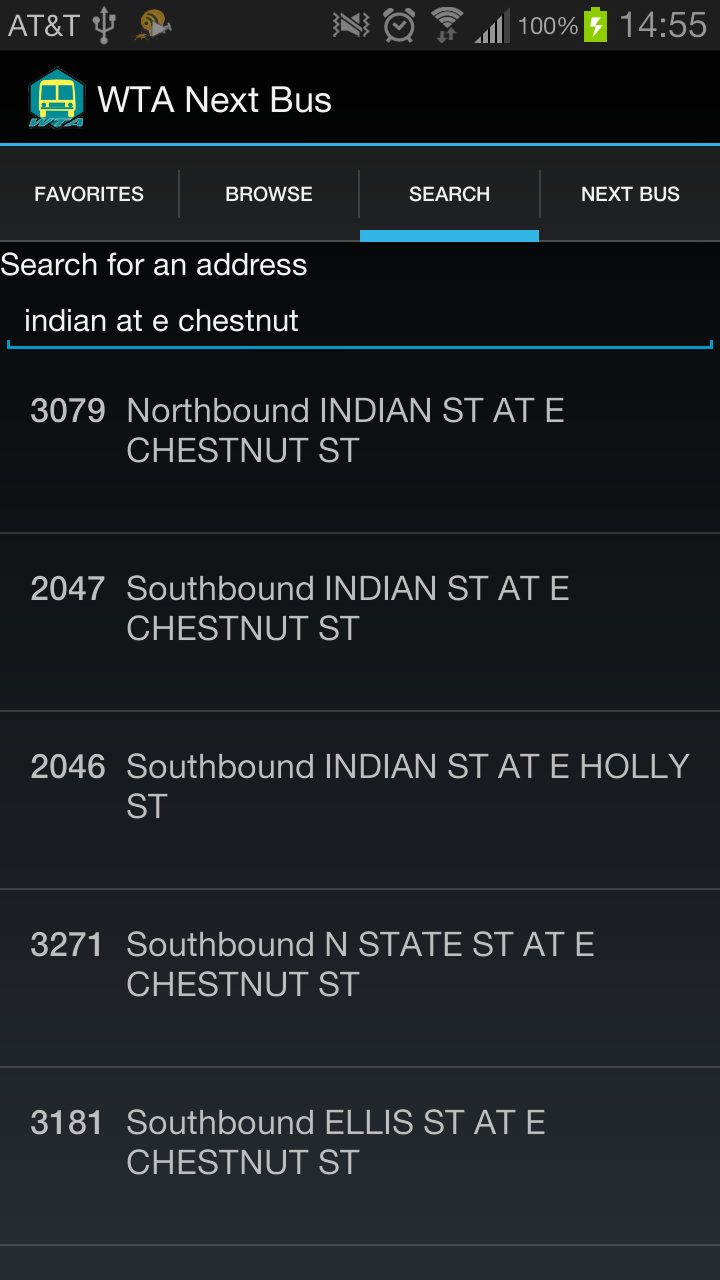 AT&T 100% 14:55
WTA WTA Next Bus
FAVORITES BROWSE SEARCH NEXT BUS
Search for an address
indian at e chestnut
3079 Northbound INDIAN ST AT E
CHESTNUT ST
2047 Southbound INDIAN ST AT E
CHESTNUT ST
2046 Southbound INDIAN ST AT E HOLLY
ST
3271 Southbound N STATE ST AT E
CHESTNUT ST
3181 Southbound ELLIS ST AT E
CHESTNUT ST